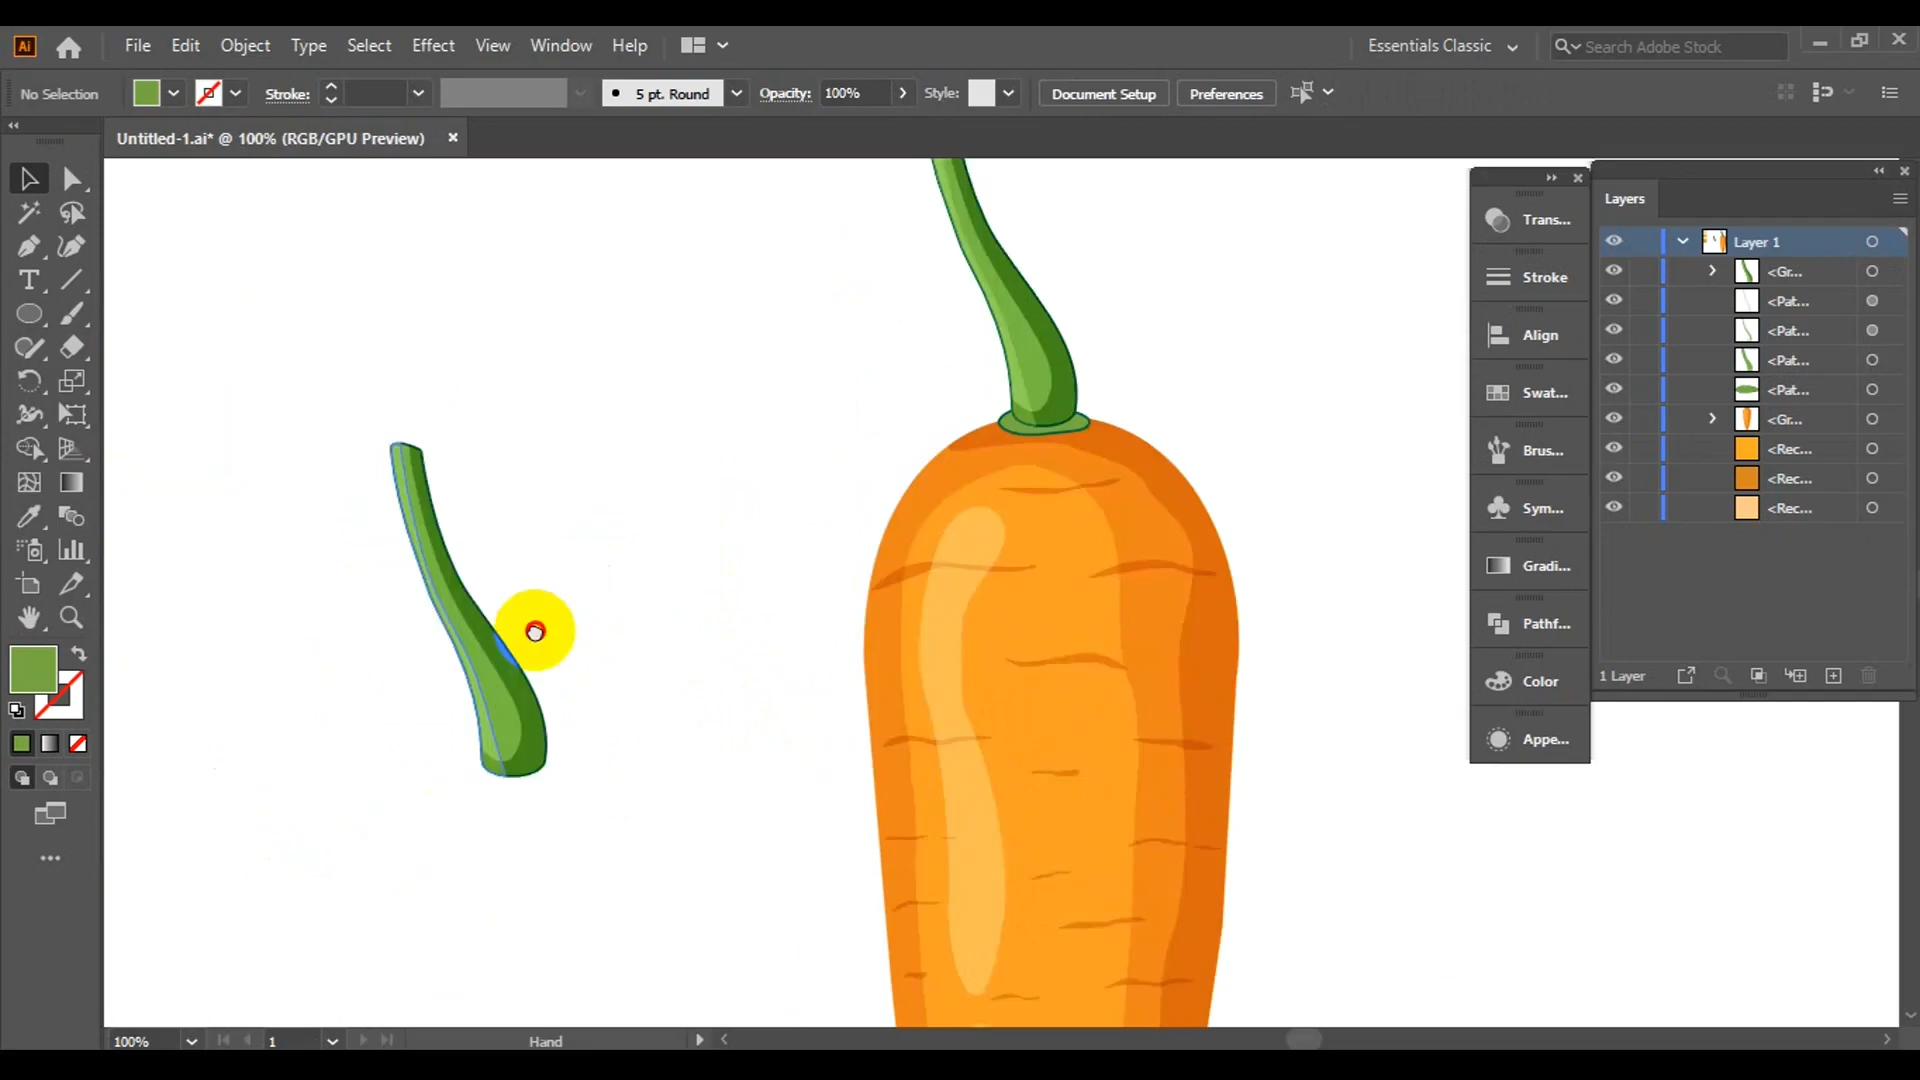 Ai File Edit Object Type Select Effect View Window Help Essentials Classic Search Adobe Stock
No Selection Stroke: 5 pt. Round Opacity: 100% Style: Document Setup Preferences
Untitled-1.ai* @ 100% (RGB/GPU Preview)
Trans...
Stroke
Align
Swat...
Brus...
Sym...
Gradi...
Pathf...
Color
Appe...
Layers
Layer 1
<Gr...
<Pat...
<Pat...
<Pat...
<Pat...
<Gr...
<Rec...
<Rec...
<Rec...
1 Layer
100% 1 Hand